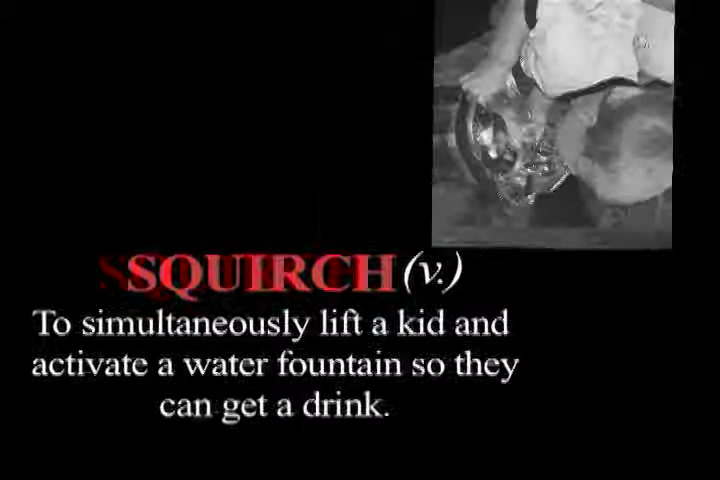 SQUIRCH (v.)
To simultaneously lift a kid and
activate a water fountain so they
can get a drink.